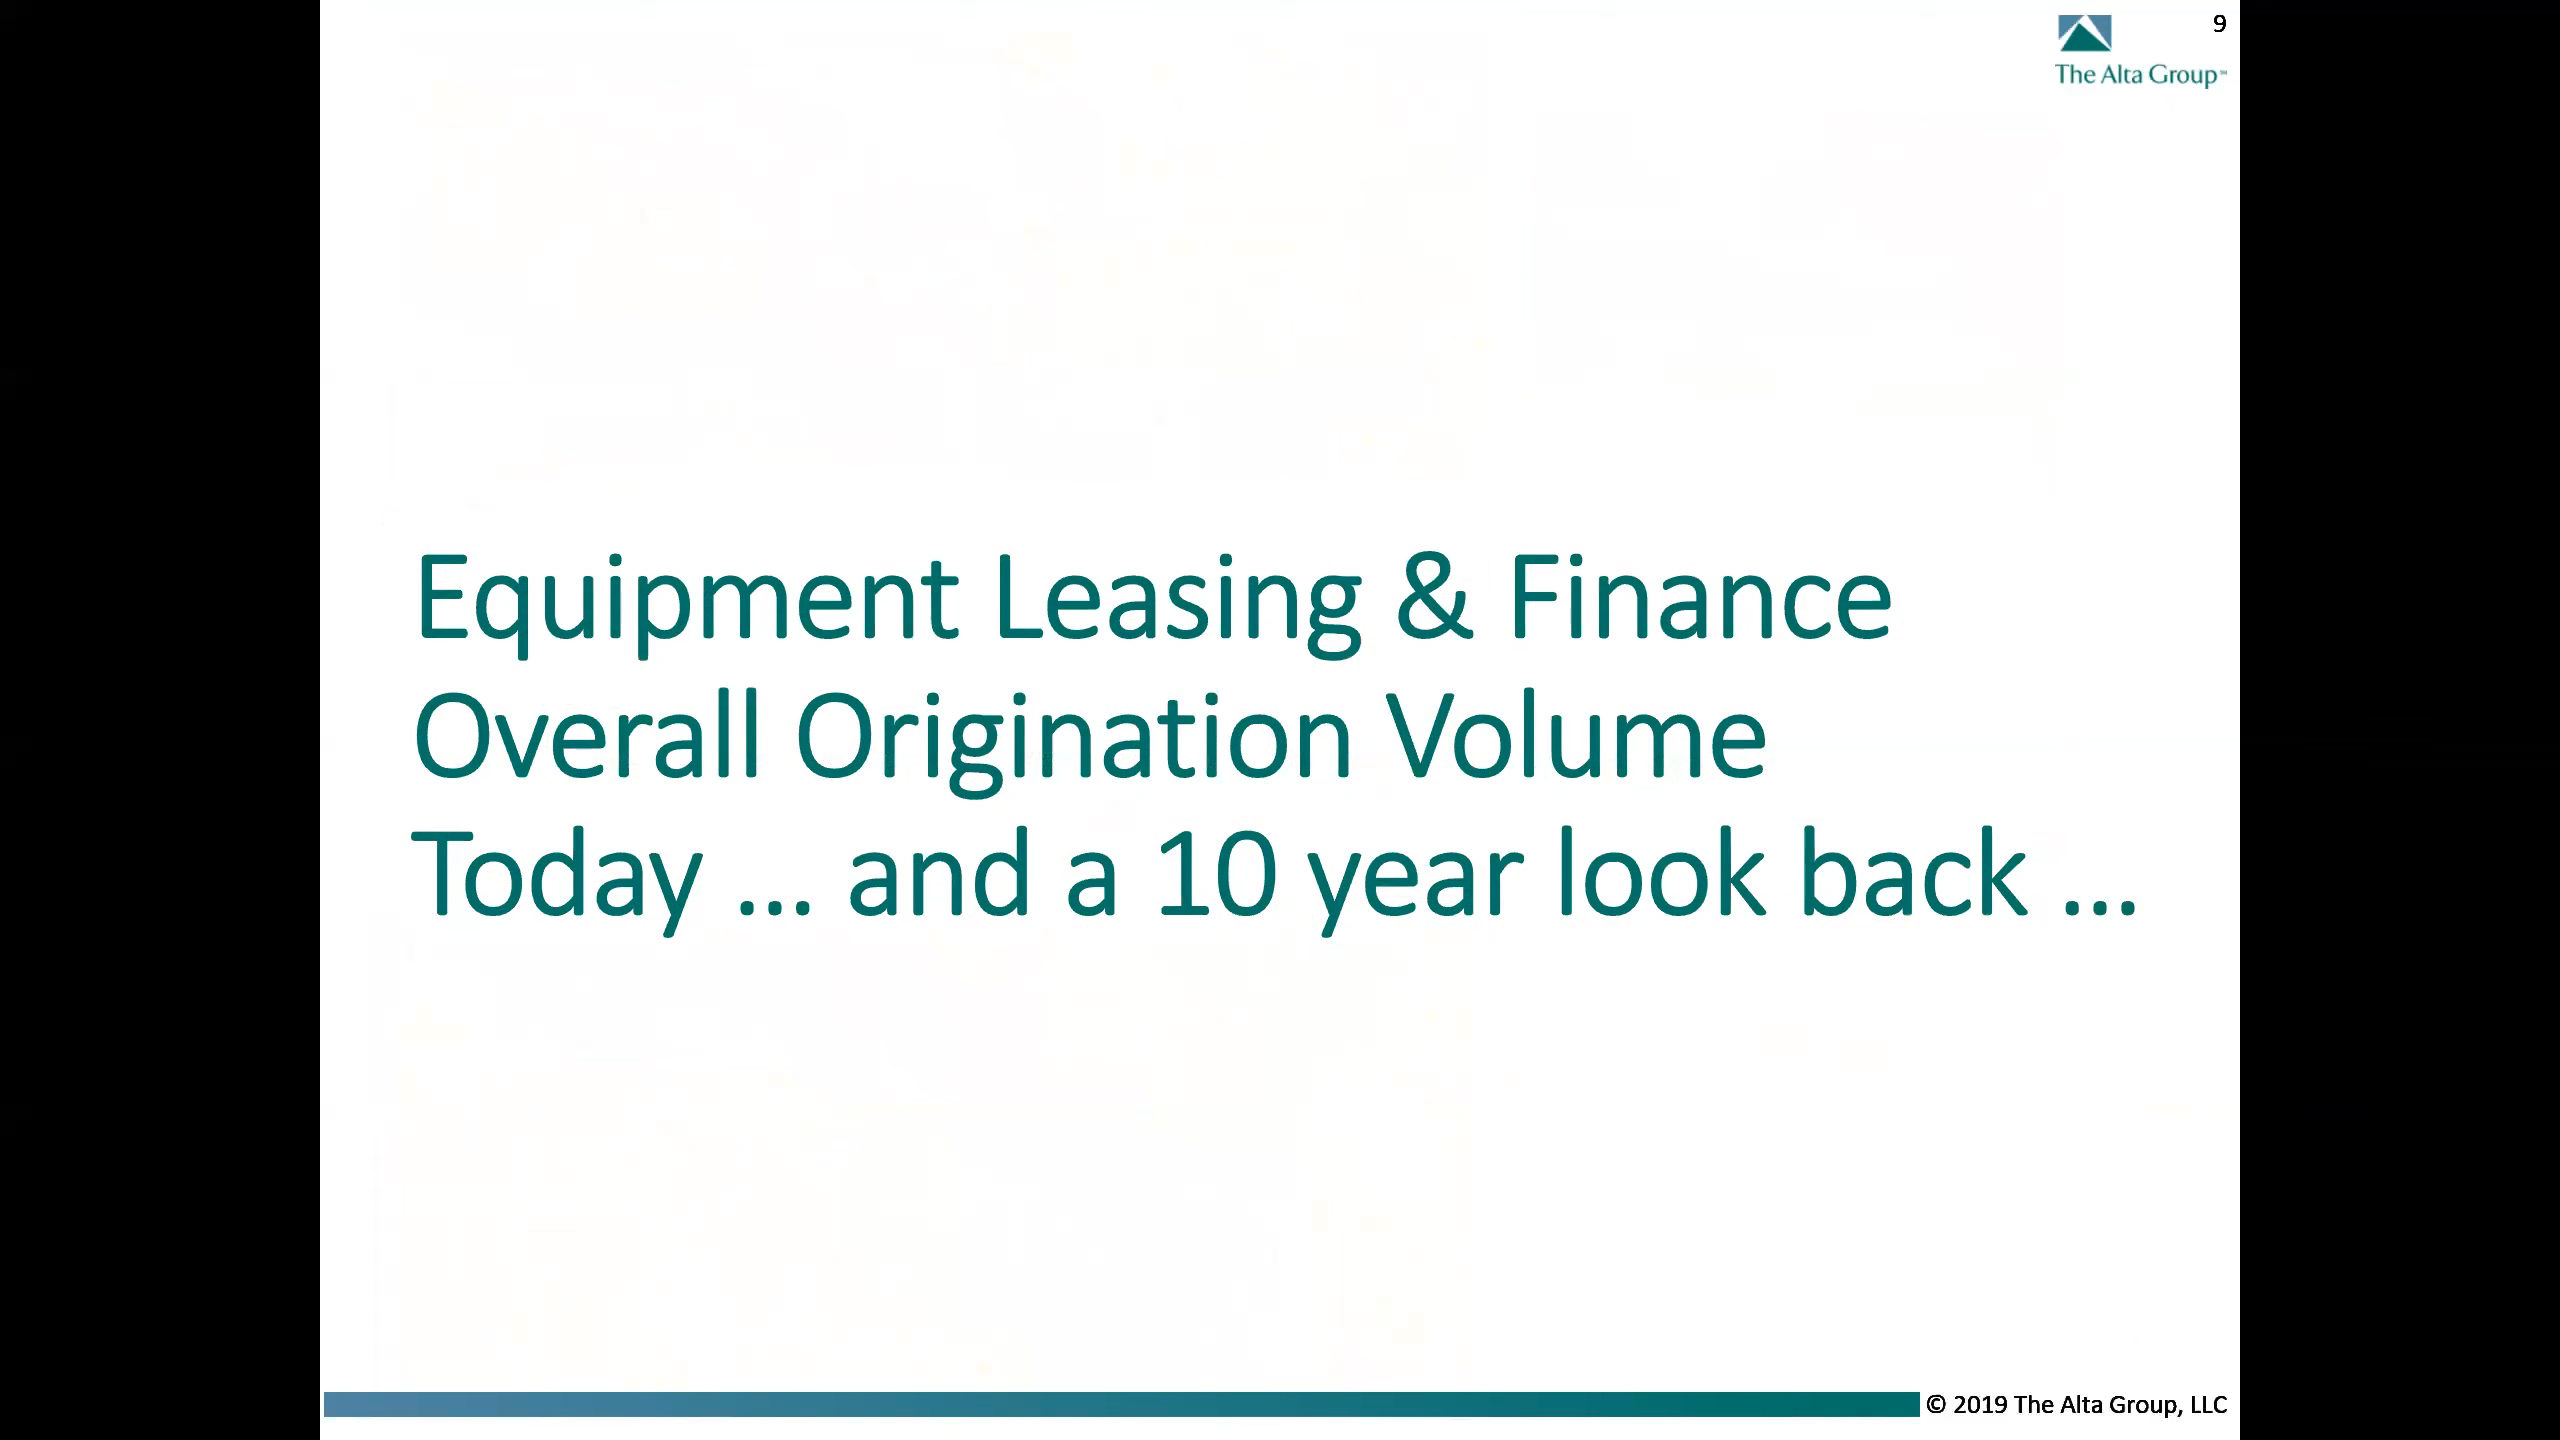 9
The Alta Group℠
Equipment Leasing & Finance
Overall Origination Volume
Today ... and a 10 year look back ...
© 2019 The Alta Group, LLC